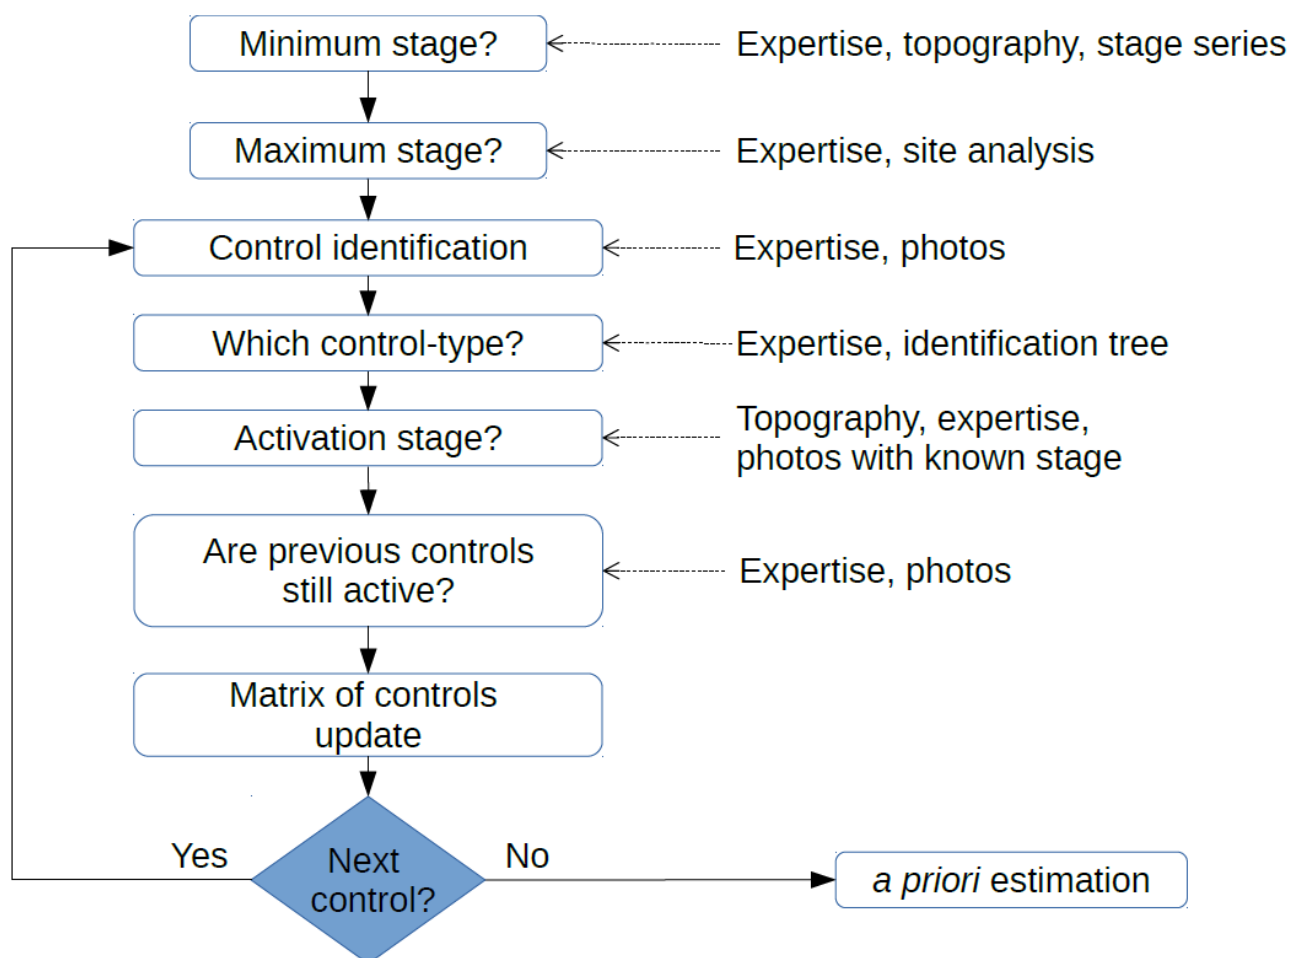 Minimum stage?
Expertise, topography, stage series
Maximum stage?
Expertise, site analysis
Control identification
Expertise, photos
Which control-type?
Expertise, identification tree
Activation stage?
Topography, expertise,
photos with known stage
Are previous controls
still active?
Expertise, photos
Matrix of controls
update
Yes
Next
control?
No
a priori estimation